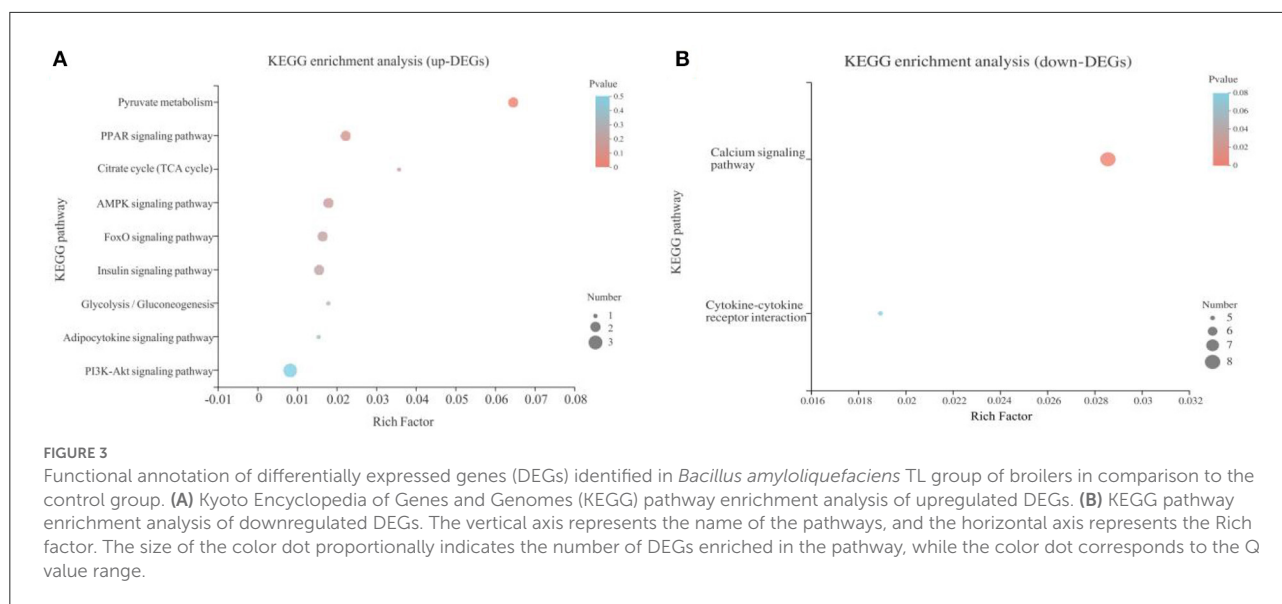 A
KEGG enrichment analysis (up-DEGs)
KEGG pathway
Pyruvate metabolism
PPAR signaling pathway
Citrate cycle (TCA cycle)
AMPK signaling pathway
FoxO signaling pathway
Insulin signaling pathway
Glycolysis / Gluconeogenesis
Adipocytokine signaling pathway
PI3K-Akt signaling pathway
-0.01 0 0.01 0.02 0.03 0.04 0.05 0.06 0.07 0.08
Rich Factor
Pvalue
0.5
0.4
0.3
0.2
0.1
0
Number
1
2
3
B
KEGG enrichment analysis (down-DEGs)
KEGG pathway
Calcium signaling
pathway
Cytokine-cytokine
receptor interaction
0.016 0.018 0.02 0.022 0.024 0.026 0.028 0.03 0.032
Rich Factor
Pvalue
0.08
0.06
0.04
0.02
0
Number
5
6
7
8
FIGURE 3
Functional annotation of differentially expressed genes (DEGs) identified in Bacillus amyloliquefaciens TL group of broilers in comparison to the
control group. (A) Kyoto Encyclopedia of Genes and Genomes (KEGG) pathway enrichment analysis of upregulated DEGs. (B) KEGG pathway
enrichment analysis of downregulated DEGs. The vertical axis represents the name of the pathways, and the horizontal axis represents the Rich
factor. The size of the color dot proportionally indicates the number of DEGs enriched in the pathway, while the color dot corresponds to the Q
value range.